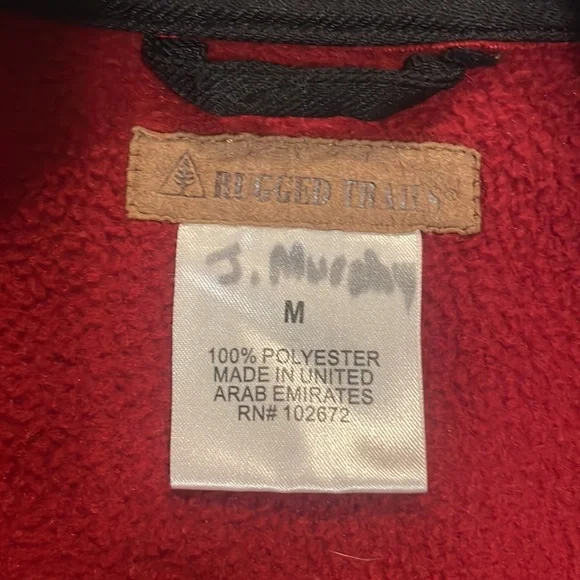 RUGGED TRAILS
J. Murphy
M
100% POLYESTER
MADE IN UNITED
ARAB EMIRATES
RN# 102672